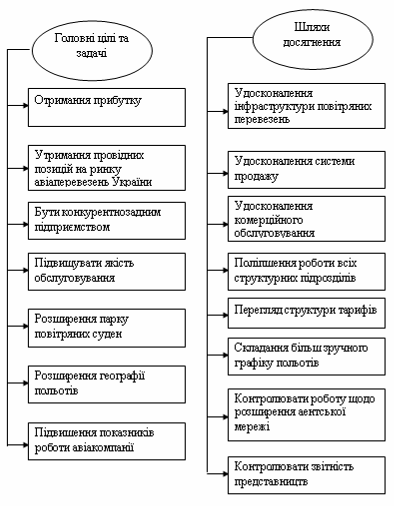 Головні цілі та
задачі
Отримання прибутку
Утримання провідних
позицій на ринку
авіаперевезень України
Бути конкурентнозадним
підприємством
Підвищувати якість
обслуговування
Розширення парку
повітряних суден
Розширення географії
польотів
Підвишення показників
роботи авіакомпанії
Шляхи
досягнення
Удосконалення
інфраструктури повітряних
перевезень
Удосконалення системи
продажу
Удосконалення
комерційного
обслуговування
Поліпшення роботи всіх
структурних підрозділів
Перегляд структури тарифів
Складання більш зручного
графіку польотів
Контролювати роботу щодо
розширення аентської
мережі
Контролювати звітність
представництв